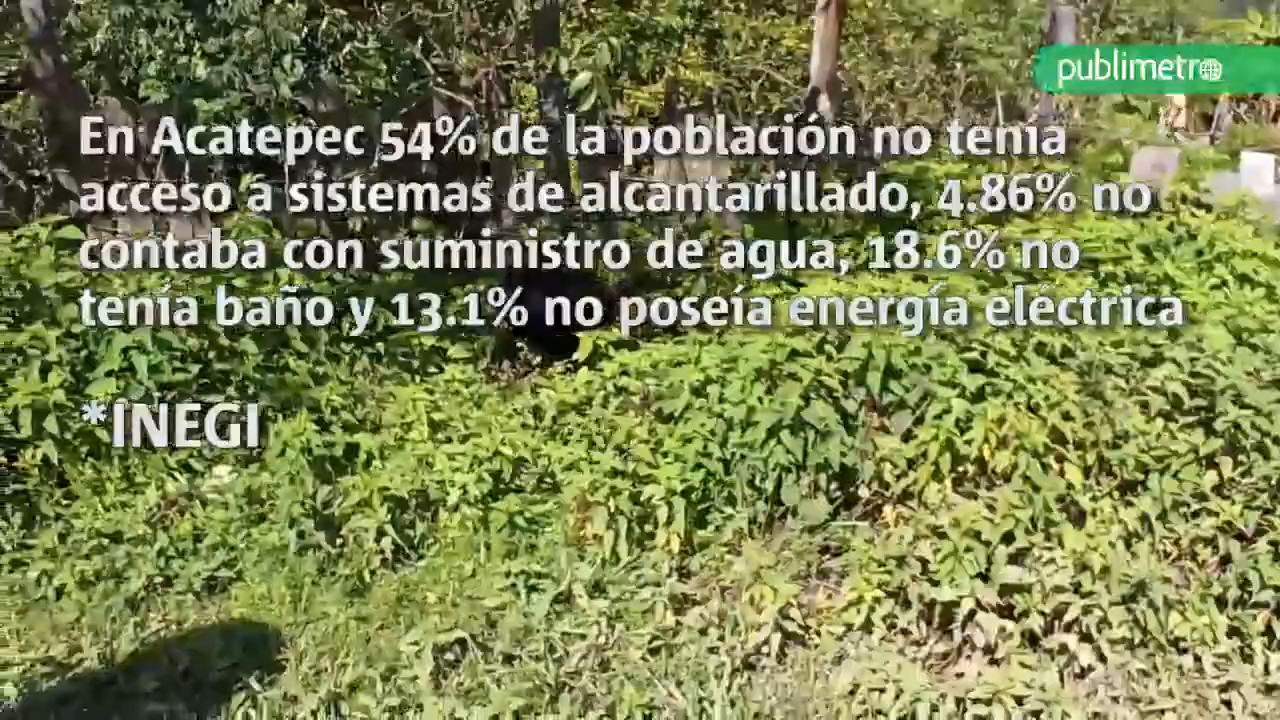 publimetro
En Acatepec 54% de la población no tenía
acceso a sistemas de alcantarillado, 4.86% no
contaba con suministro de agua, 18.6% no
tenía baño y 13.1% no poseía energía eléctrica
*INEGI